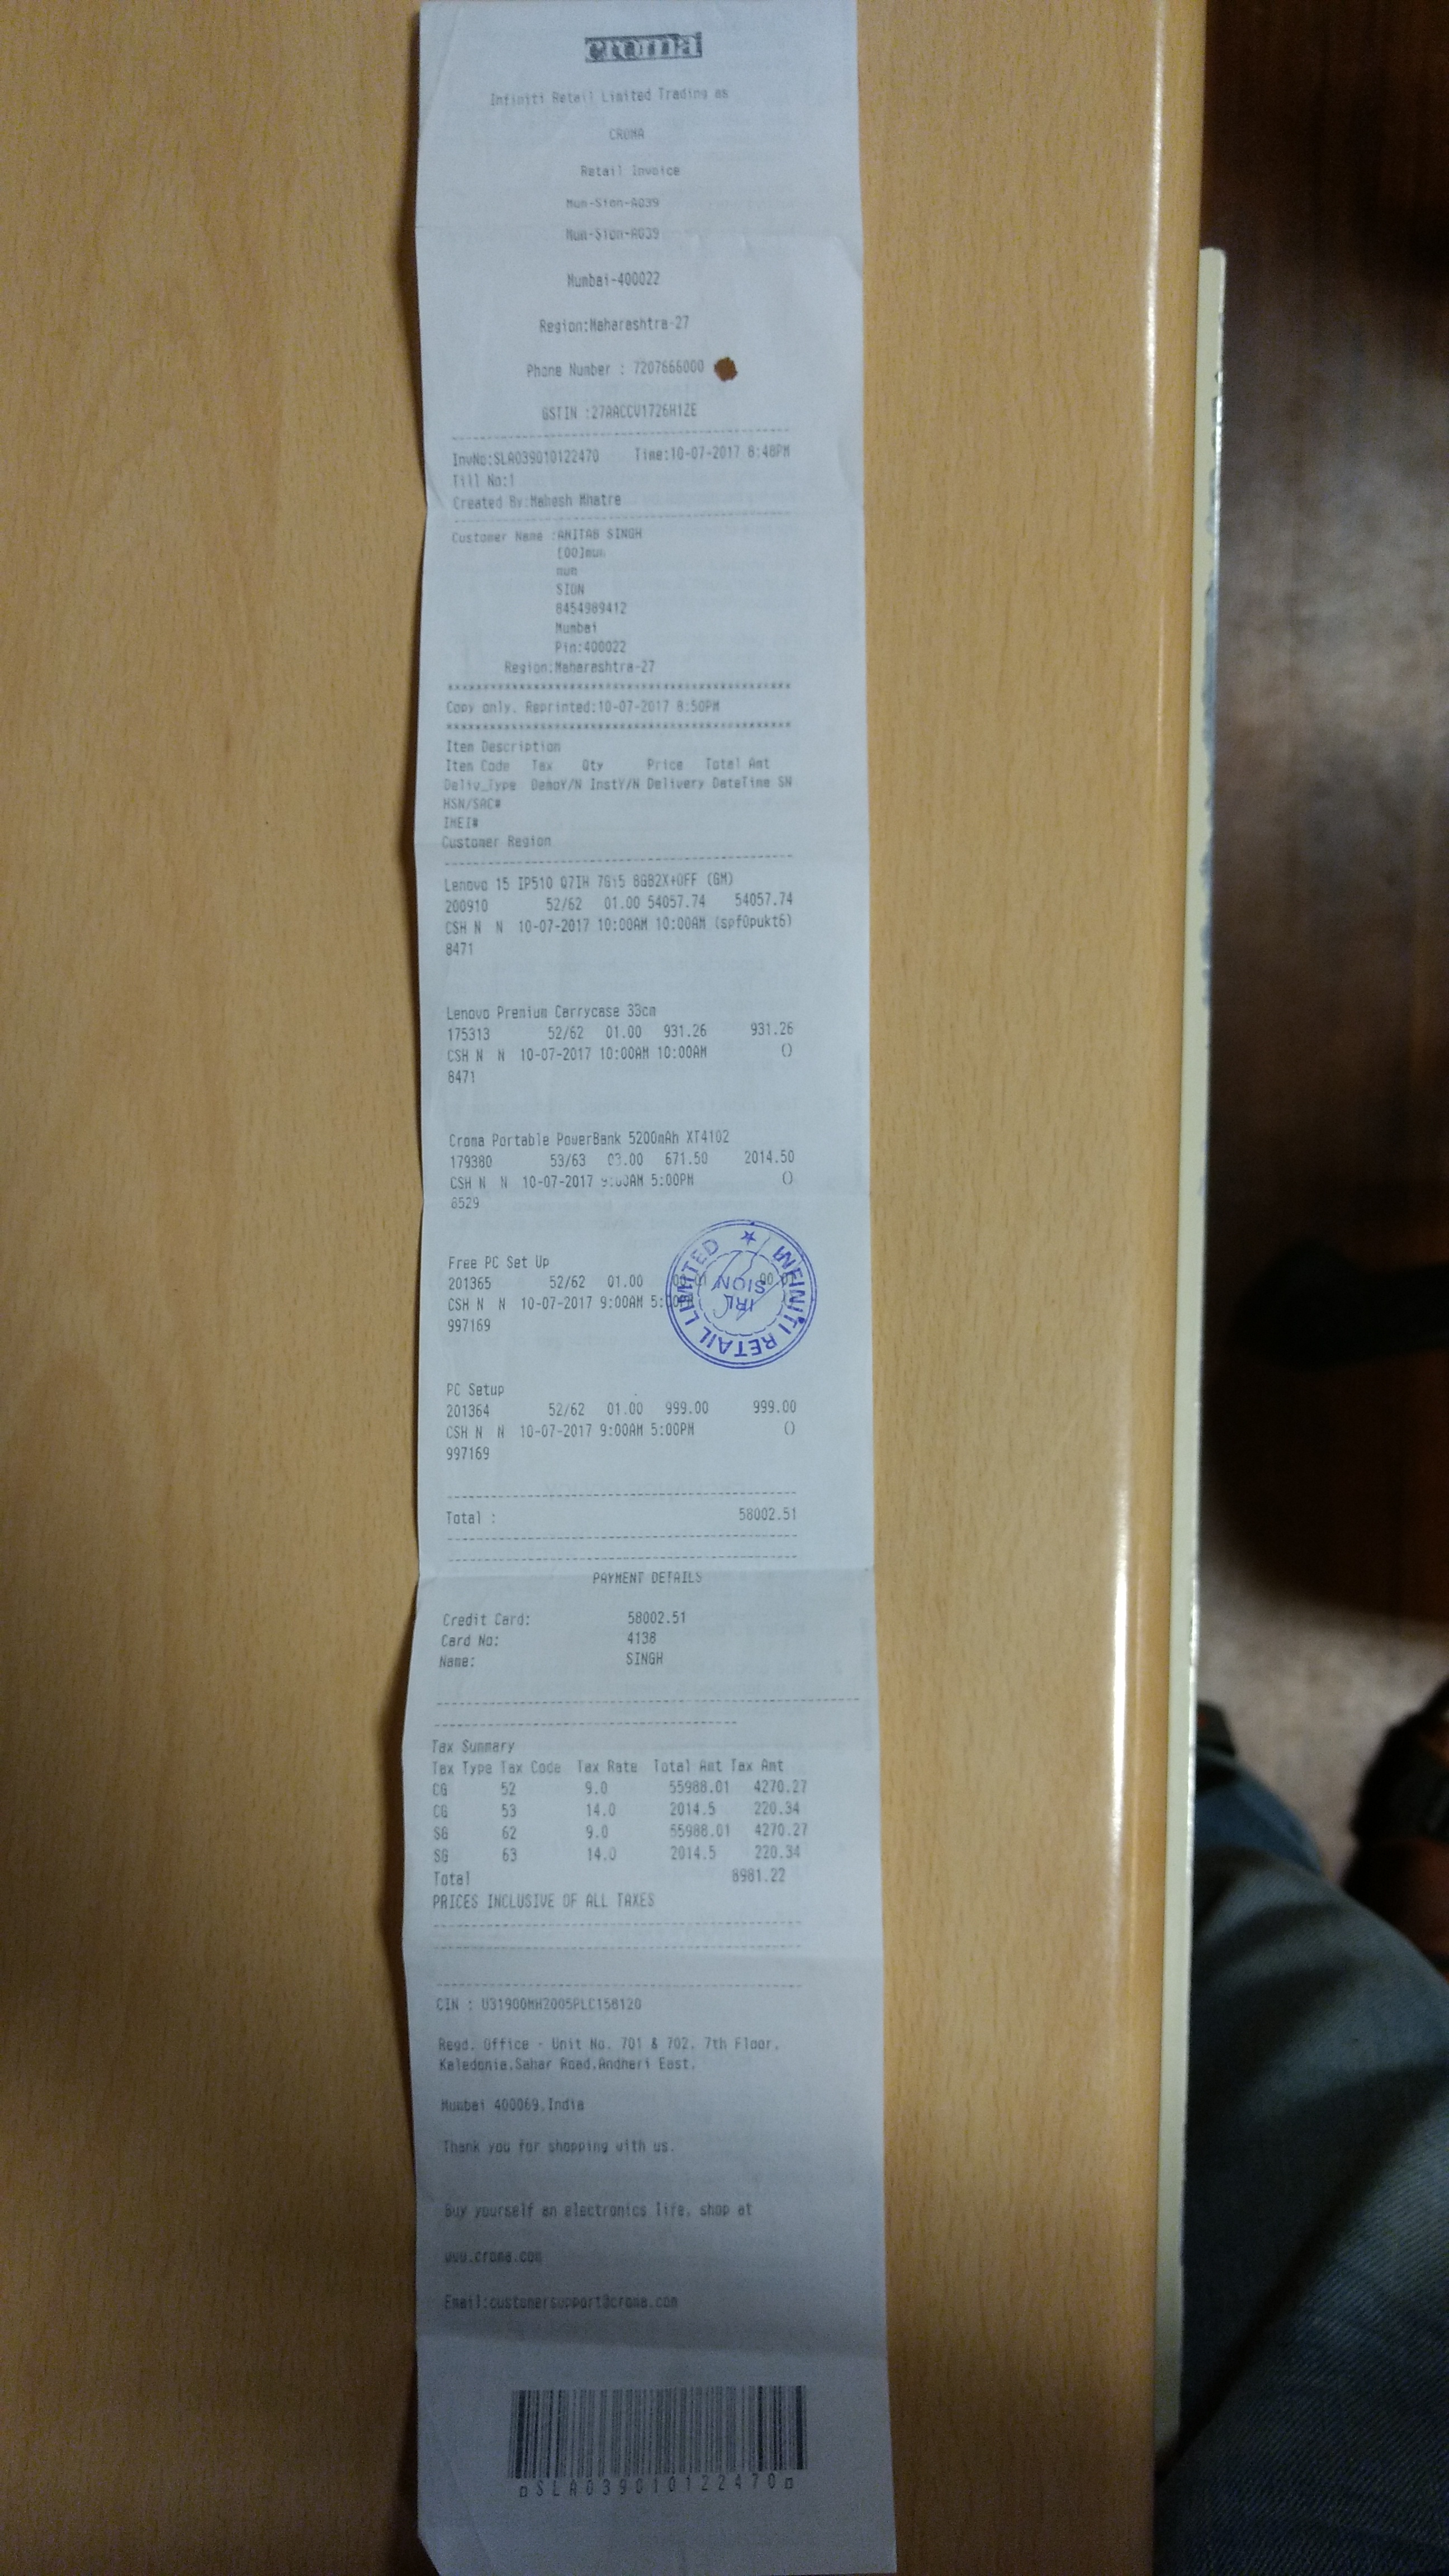 croma
Infiniti Retail Limited Trading as
CROMA
Retail Invoice
Mum-Sion-A039
Mum-Sion-A039
Mumbai-400022
Region:Maharashtra-27
Phone Number : 7207666000
GSTIN :27AACCV1726H1ZE
InvNo:SLA039010122470 Time:10-07-2017 8:48PM
Till No:1
Created By:Mahesh Mhatre
Customer Name :ANITAB SINGH
[00]mum
mum
SION
8454989412
Mumbai
Pin:400022
Region:Maharashtra-27
Copy only. Reprinted:10-07-2017 8:50PM
Item Description
Item Code Tax Qty Price Total Amt
Deliv_Type DemoY/N InstY/N Delivery DateTime SN
HSN/SAC#
IMEI#
Customer Region
Lenovo 15 IP510 Q7IH 7Gi5 8GB2X+OFF (GM)
200910 52/62 01.00 54057.74 54057.74
CSH N N 10-07-2017 10:00AM 10:00AM (spf0pukt6)
8471
Lenovo Premium Carrycase 33cm
175313 52/62 01.00 931.26 931.26
CSH N N 10-07-2017 10:00AM 10:00AM ()
8471
Croma Portable PowerBank 5200mAh XT4102
179380 53/63 03.00 671.50 2014.50
CSH N N 10-07-2017 9:00AM 5:00PM ()
8529
Free PC Set Up
201365 52/62 01.00
CSH N N 10-07-2017 9:00AM
997169
INFINITI RETAIL LIMITED
IRL
SION
PC Setup
201364 52/62 01.00 999.00 999.00
CSH N N 10-07-2017 9:00AM 5:00PM ()
997169
Total : 58002.51
PAYMENT DETAILS
Credit Card: 58002.51
Card No: 4138
Name: SINGH
Tax Summary
Tax Type Tax Code Tax Rate Total Amt Tax Amt
CG 52 9.0 55988.01 4270.27
CG 53 14.0 2014.5 220.34
SG 62 9.0 55988.01 4270.27
SG 63 14.0 2014.5 220.34
Total 8981.22
PRICES INCLUSIVE OF ALL TAXES
CIN : U31900MH2005PLC158120
Regd. Office - Unit No. 701 & 702, 7th Floor,
Kaledonia,Sahar Road,Andheri East,
Mumbai 400069,India
Thank you for shopping with us.
Buy yourself an electronics life, shop at
www.croma.com
Email:customersupport@croma.com
SLA039010122470